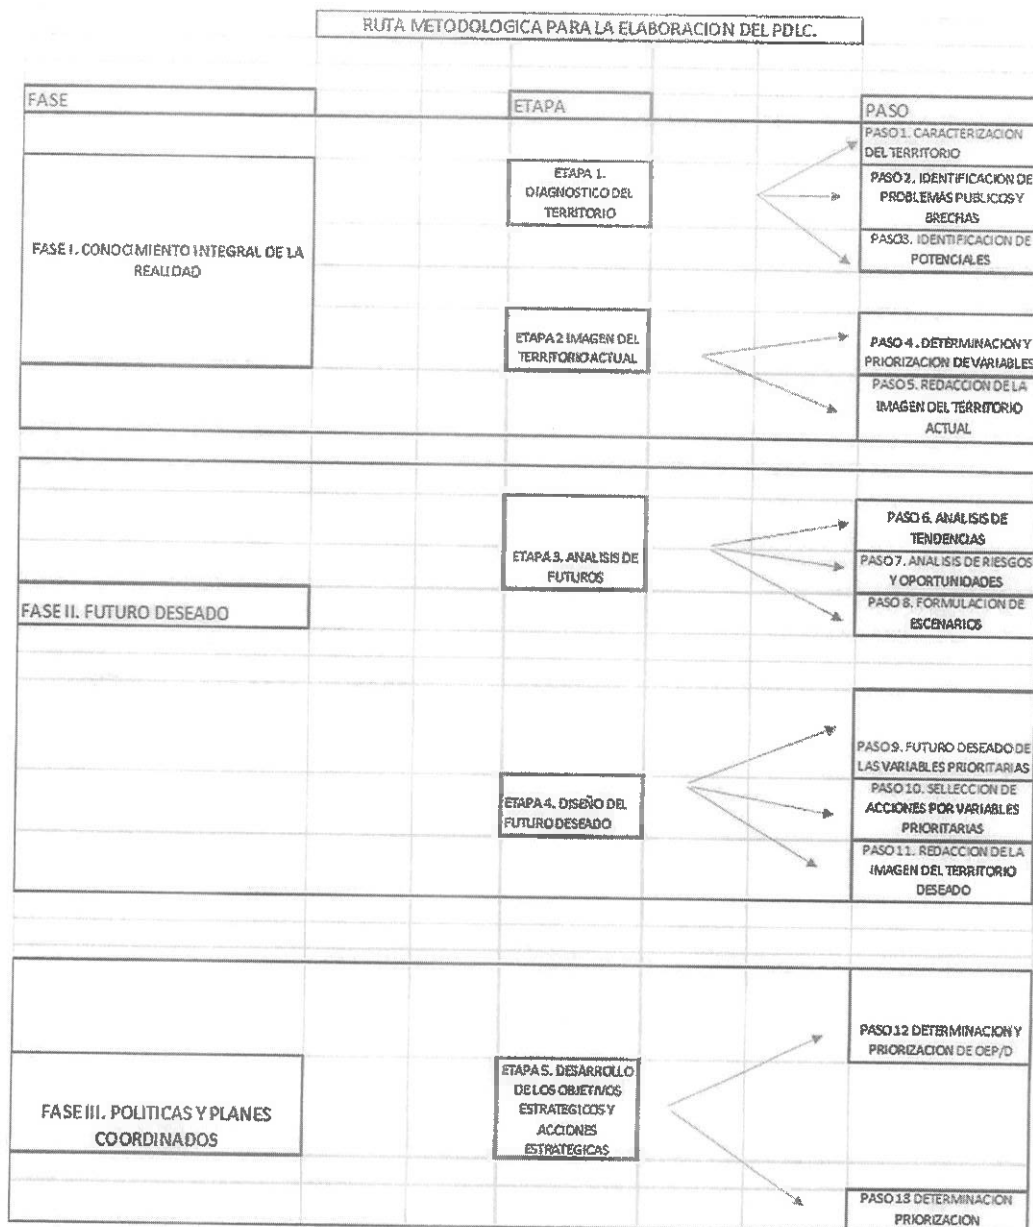 RUTA METODOLOGICA PARA LA ELABORACION DEL PDLC.
FASE
ETAPA
PASO
FASE I. CONOCIMIENTO INTEGRAL DE LA
REALIDAD
ETAPA 1.
DIAGNOSTICO DEL
TERRITORIO
PASO 1. CARACTERIZACION
DEL TERRITORIO
PASO 2. IDENTIFICACION DE
PROBLEMAS PUBLICOS Y
BRECHAS
PASO3. IDENTIFICACION DE
POTENCIALES
ETAPA 2 IMAGEN DEL
TERRITORIO ACTUAL
PASO 4. DETERMINACION Y
PRIORIZACION DE VARIABLES
PASO 5. REDACCION DE LA
IMAGEN DEL TERRITORIO
ACTUAL
FASE II. FUTURO DESEADO
ETAPA 3. ANALISIS DE
FUTUROS
PASO 6. ANALISIS DE
TENDENCIAS
PASO 7. ANALISIS DE RIESGOS
Y OPORTUNIDADES
PASO 8. FORMULACION DE
ESCENARIOS
ETAPA 4. DISEÑO DEL
FUTURO DESEADO
PASO 9. FUTURO DESEADO DE
LAS VARIABLES PRIORITARIAS
PASO 10. SELLECCION DE
ACCIONES POR VARIABLES
PRIORITARIAS
PASO 11. REDACCION DE LA
IMAGEN DEL TERRITORIO
DESEADO
FASE III. POLITICAS Y PLANES
COORDINADOS
ETAPA 5. DESARROLLO
DE LOS OBJETIVOS
ESTRATEGICOS Y
ACCIONES
ESTRATEGICAS
PASO 12 DETERMINACION Y
PRIORIZACION DE OEP/D
PASO 13 DETERMINACION
PRIORIZACION